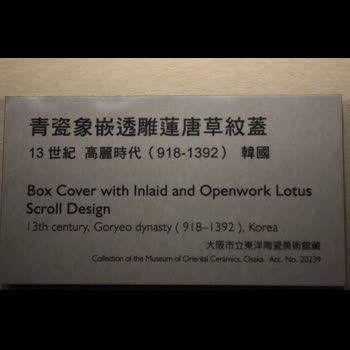 青瓷象嵌透雕蓮唐草紋蓋
13 世紀 高麗時代（918-1392） 韓國
Box Cover with Inlaid and Openwork Lotus
Scroll Design
13th century, Goryeo dynasty ( 918–1392 ), Korea
大阪市立東洋陶瓷美術館藏
Collection of the Museum of Oriental Ceramics, Osaka Acc. No. 20239